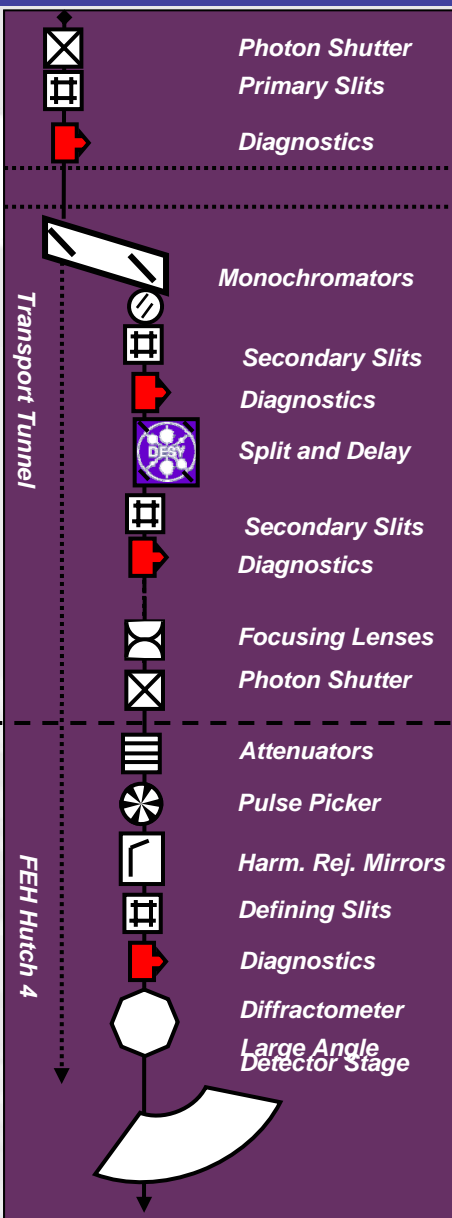 Photon Shutter
Primary Slits
Diagnostics
Monochromators
Transport Tunnel
Secondary Slits
Diagnostics
DESY
Split and Delay
Secondary Slits
Diagnostics
Focusing Lenses
Photon Shutter
Attenuators
Pulse Picker
FEH Hutch 4
Harm. Rej. Mirrors
Defining Slits
Diagnostics
Diffractometer
Large Angle
Detector Stage